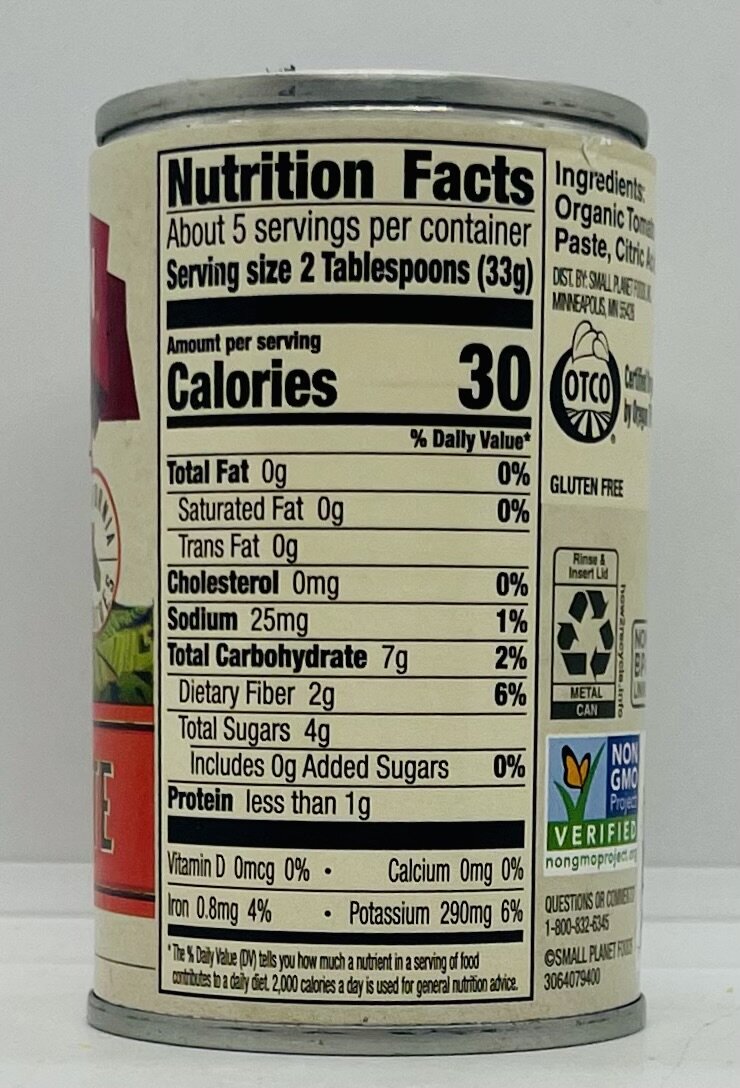 Nutrition Facts
About 5 servings per container
Serving size 2 Tablespoons (33g)
Amount per serving
Calories 30
% Daily Value*
Total Fat 0g 0%
Saturated Fat 0g 0%
Trans Fat 0g
Cholesterol 0mg 0%
Sodium 25mg 1%
Total Carbohydrate 7g 2%
Dietary Fiber 2g 6%
Total Sugars 4g
Includes 0g Added Sugars 0%
Protein less than 1g
Vitamin D 0mcg 0% • Calcium 0mg 0%
Iron 0.8mg 4% • Potassium 290mg 6%
* The % Daily Value (DV) tells you how much a nutrient in a serving of food
contributes to a daily diet. 2,000 calories a day is used for general nutrition advice.
Ingredients:
Organic
Paste, Citric
DIST. BY: SMALL PLANET
MINNEAPOLIS, MN
OTCO
by
GLUTEN FREE
Rinse &
Insert Lid
METAL
CAN
how2recycle.info
NON
GMO
Project
VERIFIED
nongmoproject.org
QUESTIONS OR
1-800-832-6345
©SMALL PLANET FOODS
3064079400